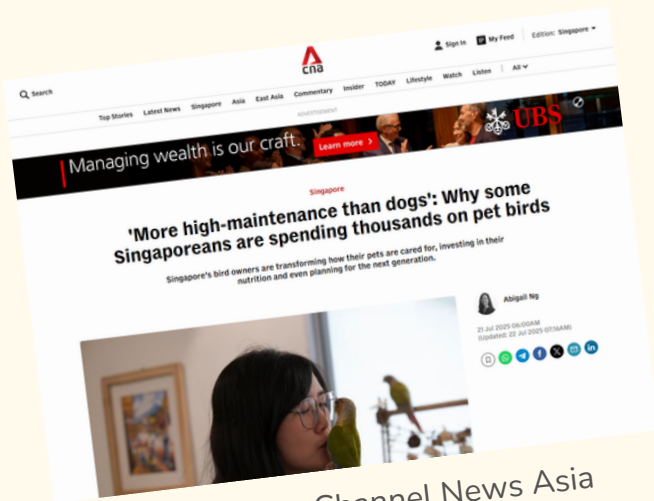 cna
Search
Sign In
My Feed
Edition: Singapore
Top Stories Latest News Singapore Asia East Asia Commentary Insider TODAY Lifestyle Watch Listen All
ADVERTISEMENT
Managing wealth is our craft.
Learn more
UBS
Singapore
'More high-maintenance than dogs': Why some
Singaporeans are spending thousands on pet birds
Singapore's bird owners are transforming how their pets are cared for, investing in their
nutrition and even planning for the next generation.
Abigail Ng
21 Jul 2025 06:00AM
(Updated: 22 Jul 2025 07:16AM)
Channel News Asia